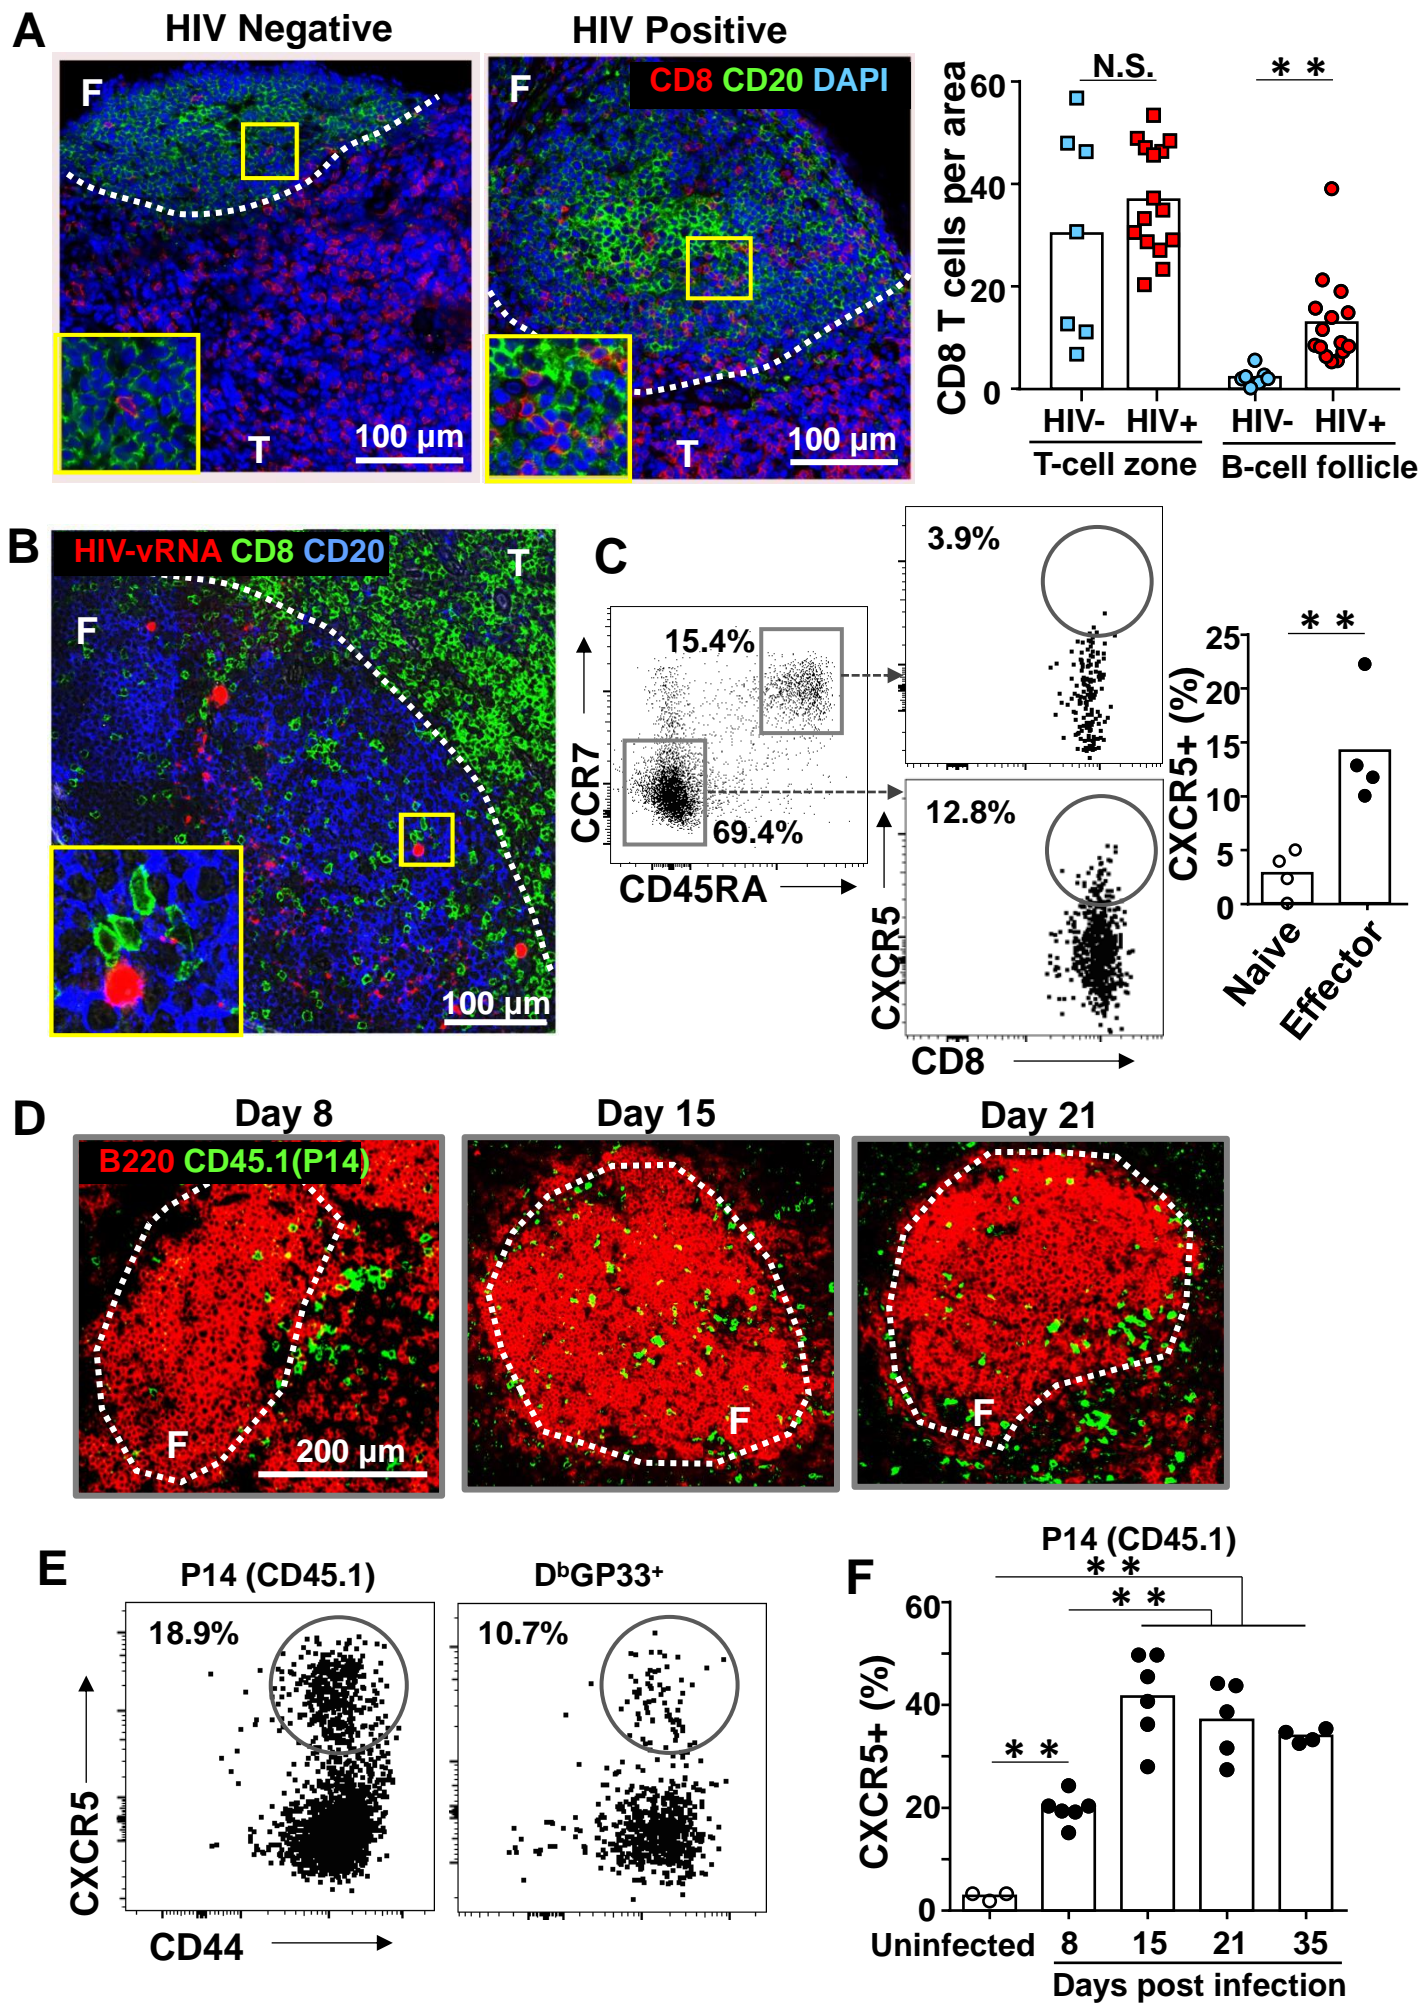 A
HIV Negative
HIV Positive
F
T
100 μm
F
CD8 CD20 DAPI
T
100 μm
CD8 T cells per area
60
40
20
0
N.S.
* *
HIV-
HIV+
HIV-
HIV+
T-cell zone
B-cell follicle
B
HIV-vRNA CD8 CD20
T
F
100 μm
C
15.4%
69.4%
CCR7
CD45RA
3.9%
12.8%
CXCR5
CD8
* *
CXCR5+ (%)
25
20
15
10
5
0
Naive
Effector
D
Day 8
Day 15
Day 21
B220 CD45.1(P14)
F
200 μm
F
F
E
P14 (CD45.1)
DᵇGP33⁺
18.9%
10.7%
CXCR5
CD44
F
P14 (CD45.1)
* *
* *
* *
CXCR5+ (%)
60
40
20
0
Uninfected
8
15
21
35
Days post infection